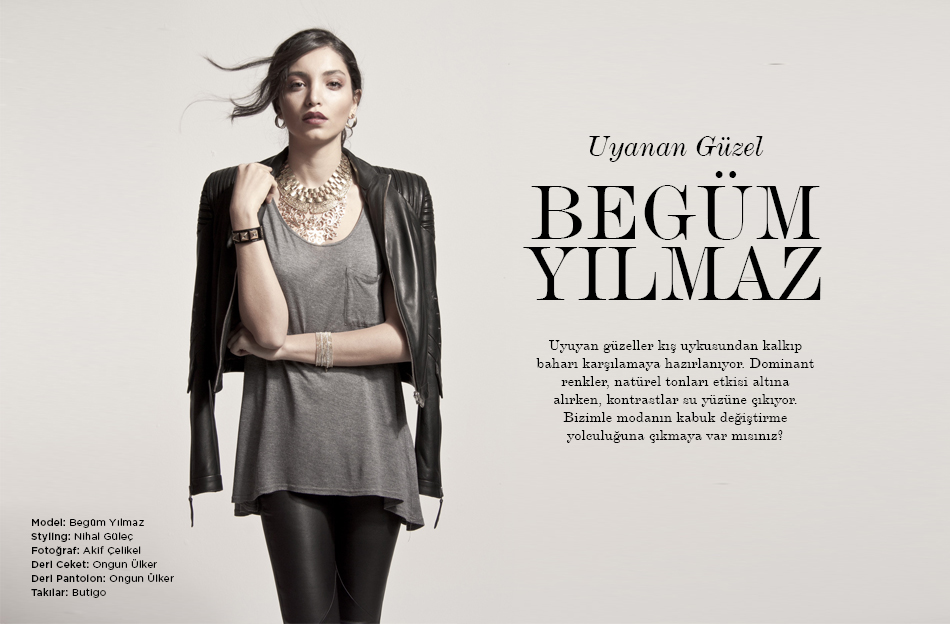 Uyanan Güzel
BEGÜM
YILMAZ
Uyuyan güzeller kış uykusundan kalkıp
baharı karşılamaya hazırlanıyor. Dominant
renkler, natürel tonları etkisi altına
alırken, kontrastlar su yüzüne çıkıyor.
Bizimle modanın kabuk değiştirme
yolculuğuna çıkmaya var mısınız?
Model: Begüm Yılmaz
Styling: Nihal Güleç
Fotoğraf: Akif Çelikel
Deri Ceket: Ongun Ülker
Deri Pantolon: Ongun Ülker
Takılar: Butigo